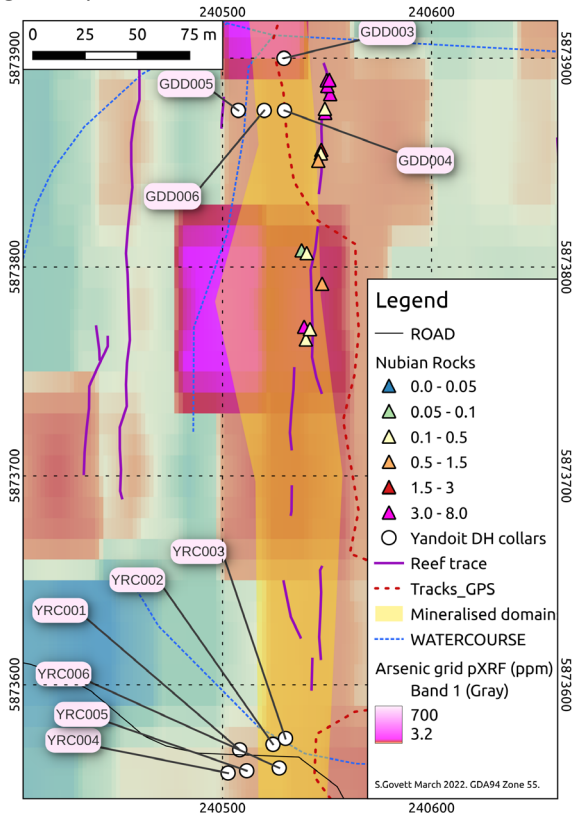 240500
240600
5873900
5873900
0 25 50 75 m
GDD003
GDD005
GDD004
GDD006
5873800
5873800
Legend
ROAD
Nubian Rocks
0.0 - 0.05
0.05 - 0.1
0.1 - 0.5
0.5 - 1.5
1.5 - 3
3.0 - 8.0
Yandoit DH collars
Reef trace
Tracks_GPS
Mineralised domain
WATERCOURSE
Arsenic grid pXRF (ppm)
Band 1 (Gray)
700
3.2
S.Govett March 2022. GDA94 Zone 55.
5873700
5873700
YRC003
YRC002
YRC001
YRC006
YRC005
YRC004
5873600
5873600
240500
240600